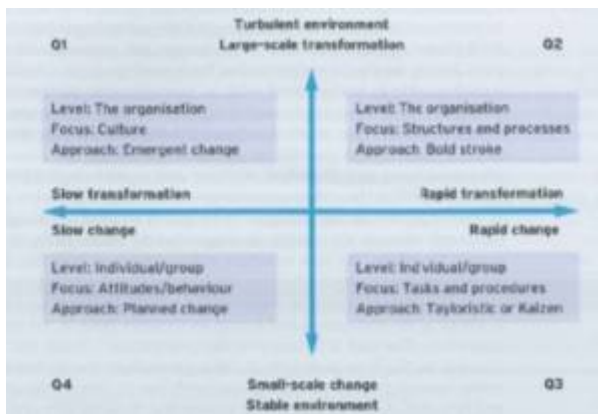 Turbulent environment
Q1 Large-scale transformation Q2
Level: The organisation
Focus: Culture
Approach: Emergent change
Level: The organisation
Focus: Structures and processes
Approach: Bold stroke
Slow transformation Rapid transformation
Slow change Rapid change
Level: Individual/group
Focus: Attitudes/behaviour
Approach: Planned change
Level: Individual/group
Focus: Tasks and procedures
Approach: Tayloristic or Kaizen
Q4 Small-scale change Q3
Stable environment